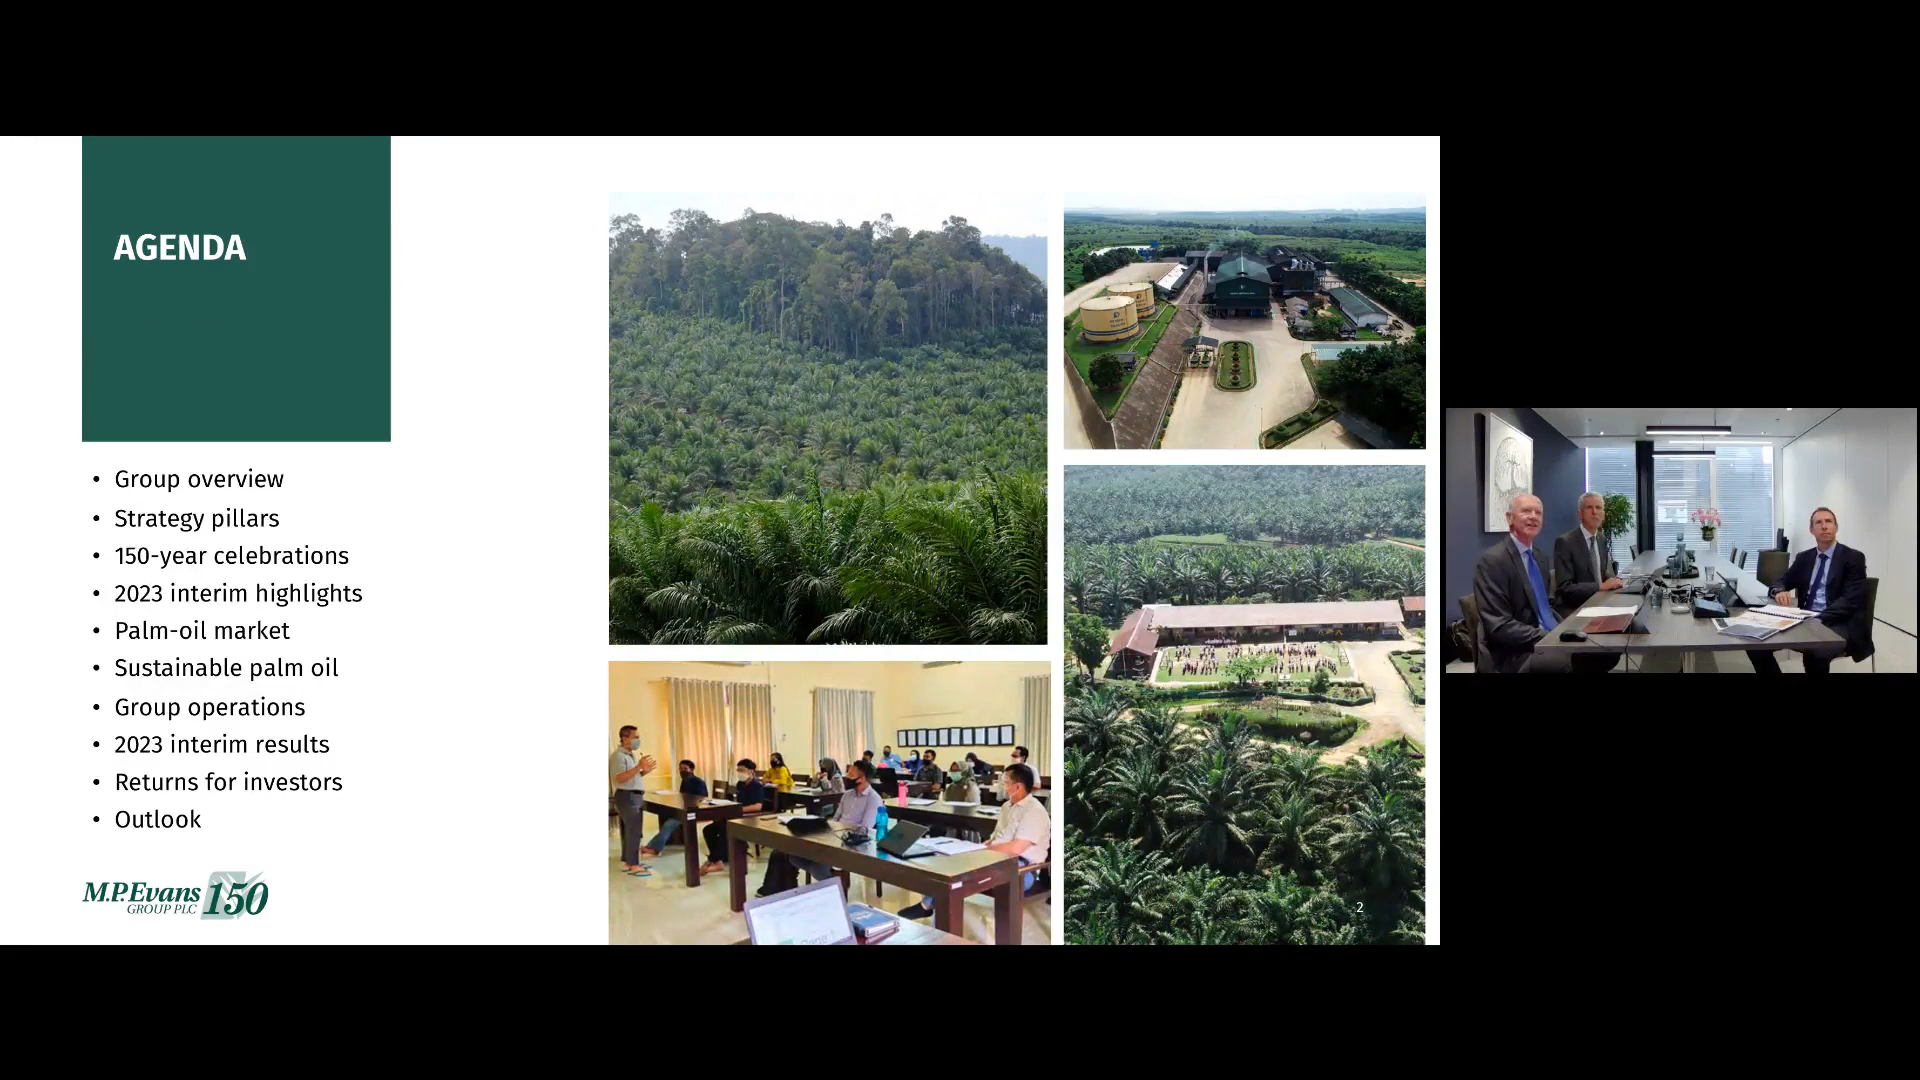 AGENDA
• Group overview
• Strategy pillars
• 150-year celebrations
• 2023 interim highlights
• Palm-oil market
• Sustainable palm oil
• Group operations
• 2023 interim results
• Returns for investors
• Outlook
M.P.Evans 150
GROUP PLC
2